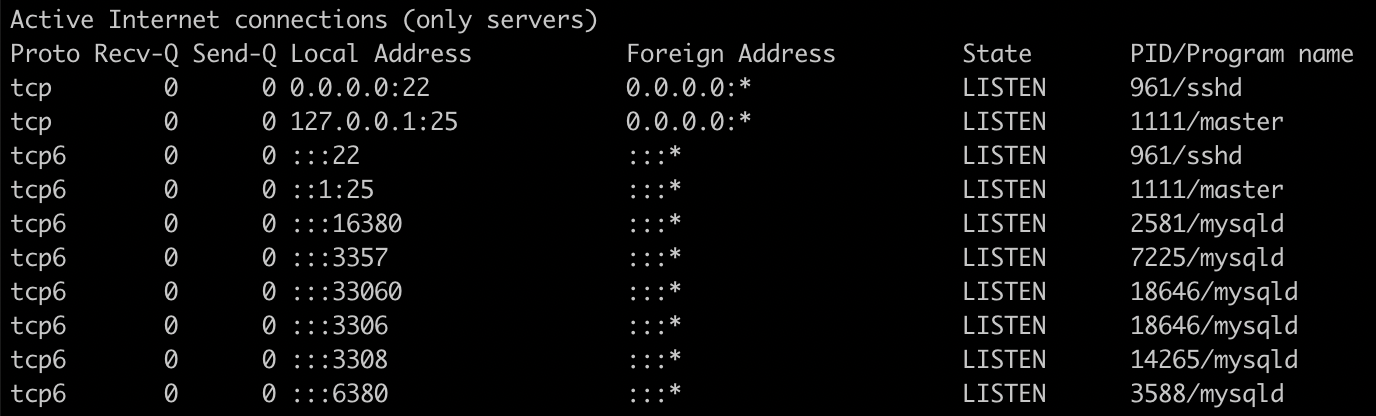 Active Internet connections (only servers)
Proto Recv-Q Send-Q Local Address           Foreign Address         State       PID/Program name
tcp        0      0 0.0.0.0:22              0.0.0.0:*               LISTEN      961/sshd
tcp        0      0 127.0.0.1:25            0.0.0.0:*               LISTEN      1111/master
tcp6       0      0 :::22                   :::*                    LISTEN      961/sshd
tcp6       0      0 ::1:25                  :::*                    LISTEN      1111/master
tcp6       0      0 :::16380                :::*                    LISTEN      2581/mysqld
tcp6       0      0 :::3357                 :::*                    LISTEN      7225/mysqld
tcp6       0      0 :::33060                :::*                    LISTEN      18646/mysqld
tcp6       0      0 :::3306                 :::*                    LISTEN      18646/mysqld
tcp6       0      0 :::3308                 :::*                    LISTEN      14265/mysqld
tcp6       0      0 :::6380                 :::*                    LISTEN      3588/mysqld